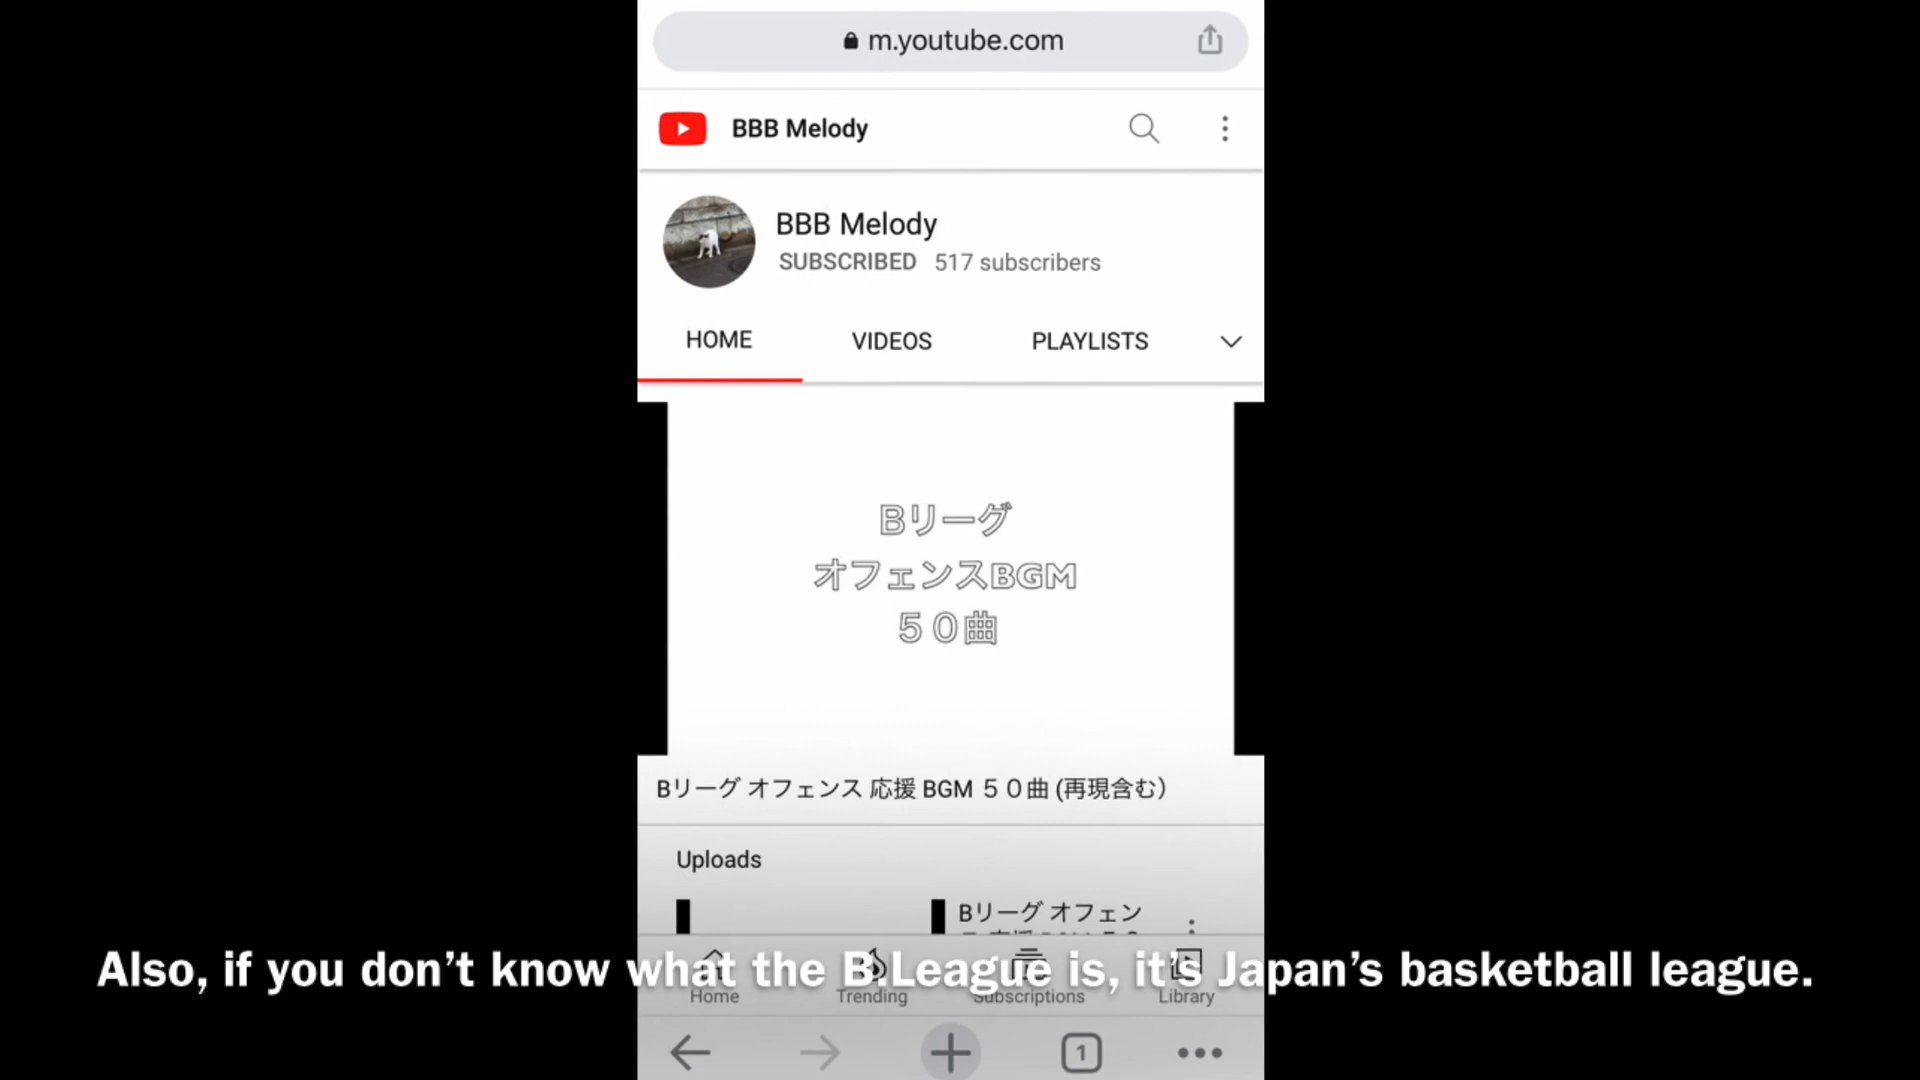 m.youtube.com
BBB Melody
BBB Melody
SUBSCRIBED 517 subscribers
HOME VIDEOS PLAYLISTS
Bリーグ
オフェンスBGM
５０曲
Bリーグ オフェンス 応援 BGM ５０曲 (再現含む）
Uploads
Bリーグ オフェン
Also, if you don’t know what the B.League is, it’s Japan’s basketball league.
Home Trending Subscriptions Library
1